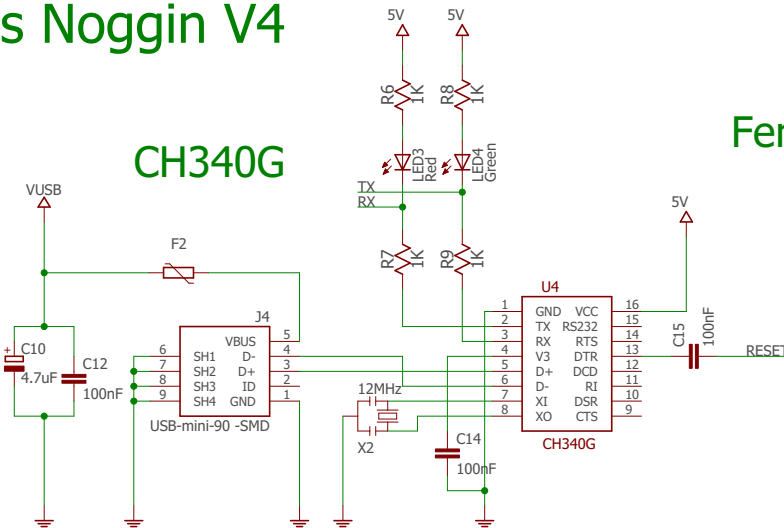 s Noggin V4
5V 5V
R6 1K R8 1K
Fer
CH340G
LED3 Red LED4 Green
TX
RX
VUSB
5V
F2
R7 1K R9 1K
U4
J4
1 GND VCC 16
2 TX RS232 15
3 RX RTS 14
4 V3 DTR 13
5 D+ DCD 12
6 D- RI 11
7 XI DSR 10
8 XO CTS 9
CH340G
C15 100nF
RESET
VBUS 5
6 SH1 D- 4
7 SH2 D+ 3
8 SH3 ID 2
9 SH4 GND 1
USB-mini-90 -SMD
+ C10
4.7uF
C12
100nF
12MHz
X2
C14
100nF